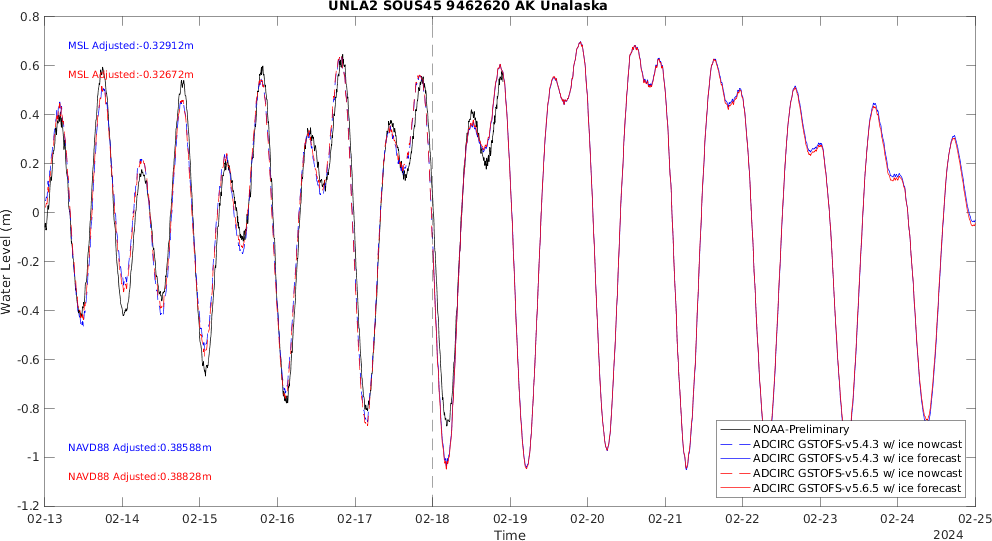 UNLA2 SOUS45 9462620 AK Unalaska
0.8
MSL Adjusted:-0.32912m
0.6
MSL Adjusted:-0.32672m
0.4
0.2
0
Water Level (m)
-0.2
-0.4
-0.6
-0.8
NOAA-Preliminary
ADCIRC GSTOFS-v5.4.3 w/ ice nowcast
ADCIRC GSTOFS-v5.4.3 w/ ice forecast
ADCIRC GSTOFS-v5.6.5 w/ ice nowcast
ADCIRC GSTOFS-v5.6.5 w/ ice forecast
NAVD88 Adjusted:0.38588m
-1
NAVD88 Adjusted:0.38828m
-1.2
02-13 02-14 02-15 02-16 02-17 02-18 02-19 02-20 02-21 02-22 02-23 02-24 02-25
Time
2024